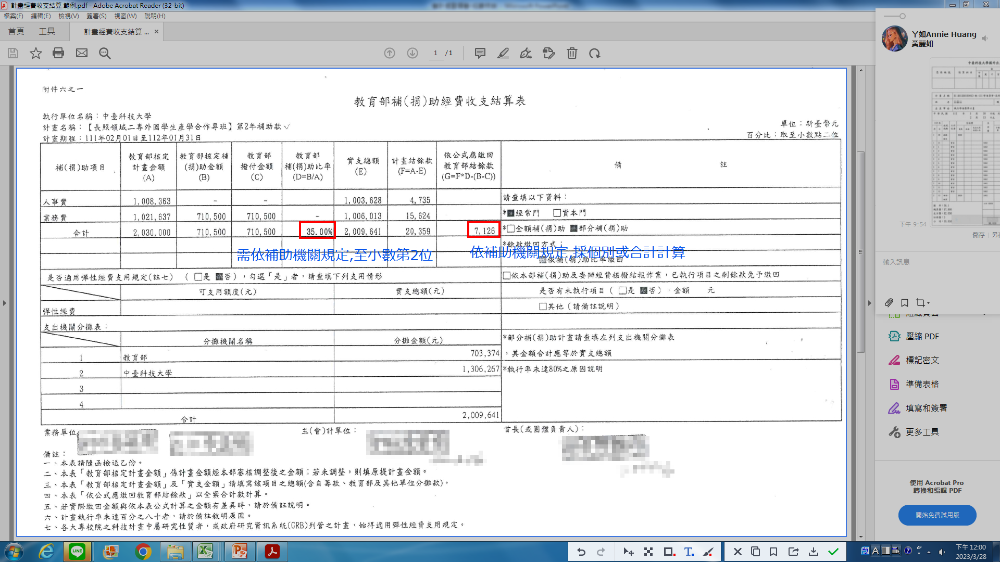 計畫經費收支結算 範例.pdf - Adobe Acrobat Reader (32-bit)
檔案(F) 編輯(E) 檢視(V) 簽署(S) 視窗(W) 說明(H)
首頁 工具 計畫經費收支結算 ... ×
1 /1
附件六之一
教育部補(捐)助經費收支結算表
執行單位名稱：中臺科技大學
計畫名稱：【長照領域二專外國學生產學合作專班】第2年補助款
計畫期程：111年02月01日至112年01月31日
單位：新臺幣元
百分比：取至小數點二位
補(捐)助項目 教育部核定計畫金額(A) 教育部核定補(捐)助金額(B) 教育部撥付金額(C) 教育部補(捐)助比率(D=B/A) 實支總額(E) 計畫結餘款(F=A-E) 依公式應繳回教育部結餘款(G=F*D-(B-C)) 備 註
人事費 1,008,363 - - 1,003,628 4,735 請查填以下資料：
業務費 1,021,637 710,500 710,500 - 1,006,013 15,624 *■經常門 □資本門
合計 2,030,000 710,500 710,500 35.00% 2,009,641 20,359 7,126 *□全額補(捐)助 ■部分補(捐)助
*餘款繳回方式：
需依補助機關規定,至小數第2位 依補助機關規定,採個別或合計計算
■依補(捐)助比率繳回
是否適用彈性經費支用規定(註七) (□是 ■否)，勾選「是」者，請查填下列支用情形 □依本部補(捐)助及委辦經費核撥結報作業，已執行項目之剩餘款免予繳回
可支用額度(元) 實支總額(元) 是否有未執行項目(□是 ■否)，金額 元
彈性經費 □其他(請備註說明)
支出機關分攤表：
分攤機關名稱 分攤金額(元) *部分補(捐)助計畫請查填左列支出機關分攤表
1 教育部 703,374 ，其金額合計應等於實支總額
2 中臺科技大學 1,306,267 *執行率未達80%之原因說明
3
4
合計 2,009,641
業務單位 主(會)計單位： 首長(或團體負責人)：
備註：
一、本表請隨函檢送乙份。
二、本表「教育部核定計畫金額」係計畫金額經本部審核調整後之金額；若未調整，則填原提計畫金額。
三、本表「教育部核定計畫金額」及「實支金額」請填寫該項目之總額(含自籌款、教育部及其他單位分攤款)。
四、本表「依公式應繳回教育部結餘款」以全案合計數計算。
五、若實際繳回金額與依本表公式計算之金額有差異時，請於備註說明。
六、計畫執行率未達百分之八十者，請於備註敘明原因。
七、各大專校院之科技計畫中屬研究性質者，或政府研究資訊系統(GRB)列管之計畫，始得適用彈性經費支用規定。
ㄚ如Annie Huang
黃麗如
下午 9:54
儲存
輸入訊息
壓縮 PDF
標記密文
準備表格
填寫和簽署
更多工具
使用 Acrobat Pro
轉換和編輯 PDF
開始免費試用版
LINE
下午 12:00
2023/3/28